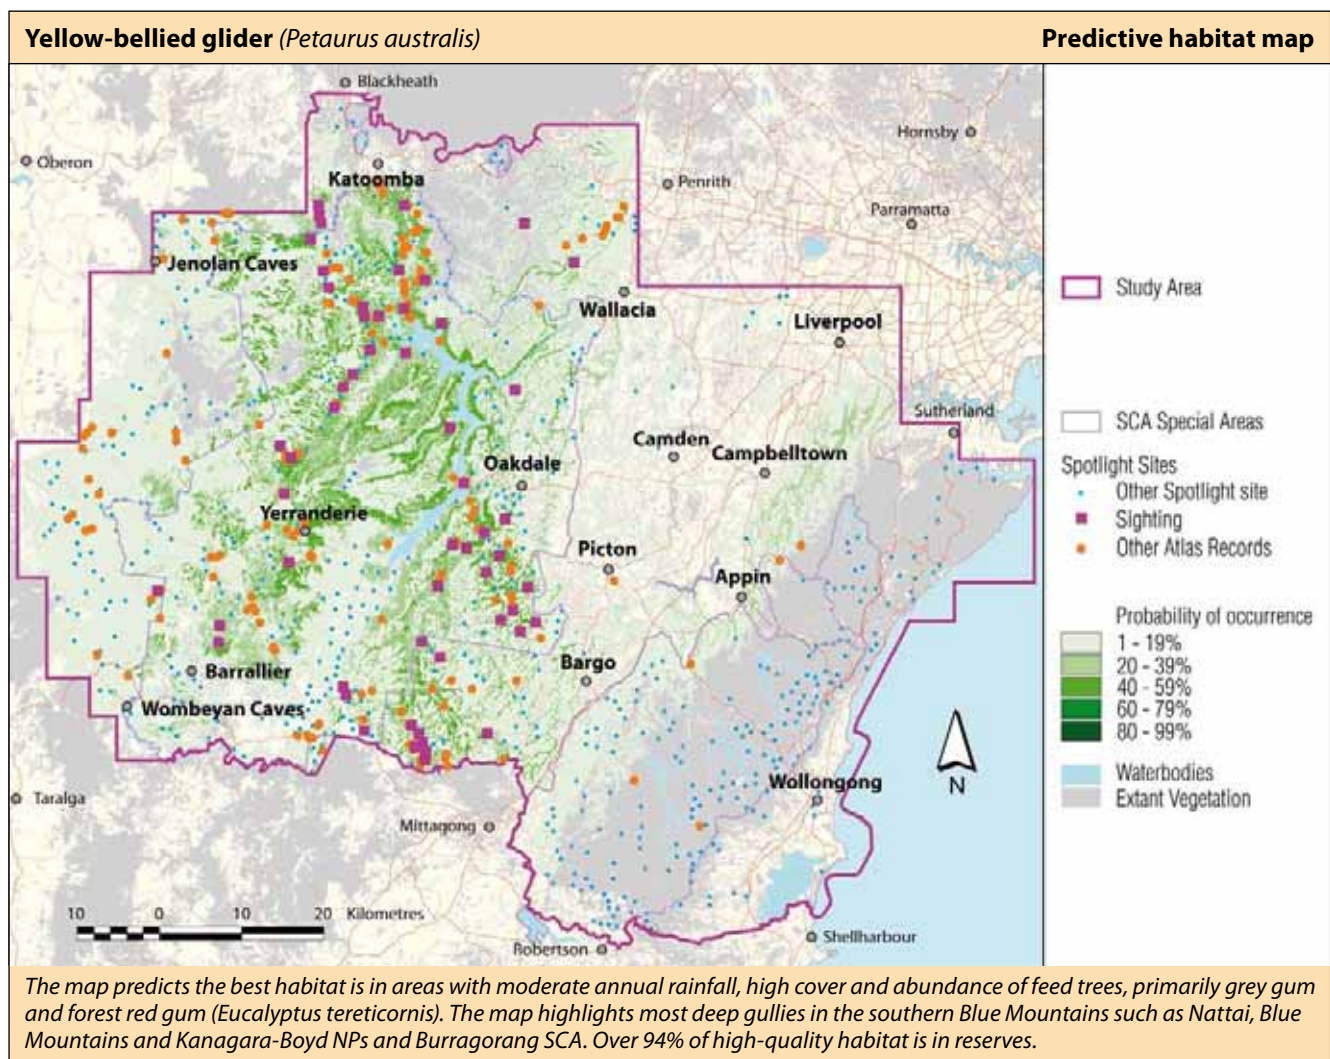 Yellow-bellied glider (Petaurus australis)
Predictive habitat map
Blackheath
Hornsby
Oberon
Katoomba
Penrith
Parramatta
Jenolan Caves
Wallacia
Liverpool
Sutherland
Camden
Campbelltown
Oakdale
Yerranderie
Picton
Appin
Bargo
Barrallier
Wombeyan Caves
Wollongong
Taralga
Mittagong
Robertson
Shellharbour
10 0 10 20 Kilometres
N
Study Area
SCA Special Areas
Spotlight Sites
Other Spotlight site
Sighting
Other Atlas Records
Probability of occurrence
1 - 19%
20 - 39%
40 - 59%
60 - 79%
80 - 99%
Waterbodies
Extant Vegetation
The map predicts the best habitat is in areas with moderate annual rainfall, high cover and abundance of feed trees, primarily grey gum
and forest red gum (Eucalyptus tereticornis). The map highlights most deep gullies in the southern Blue Mountains such as Nattai, Blue
Mountains and Kanagara-Boyd NPs and Burragorang SCA. Over 94% of high-quality habitat is in reserves.